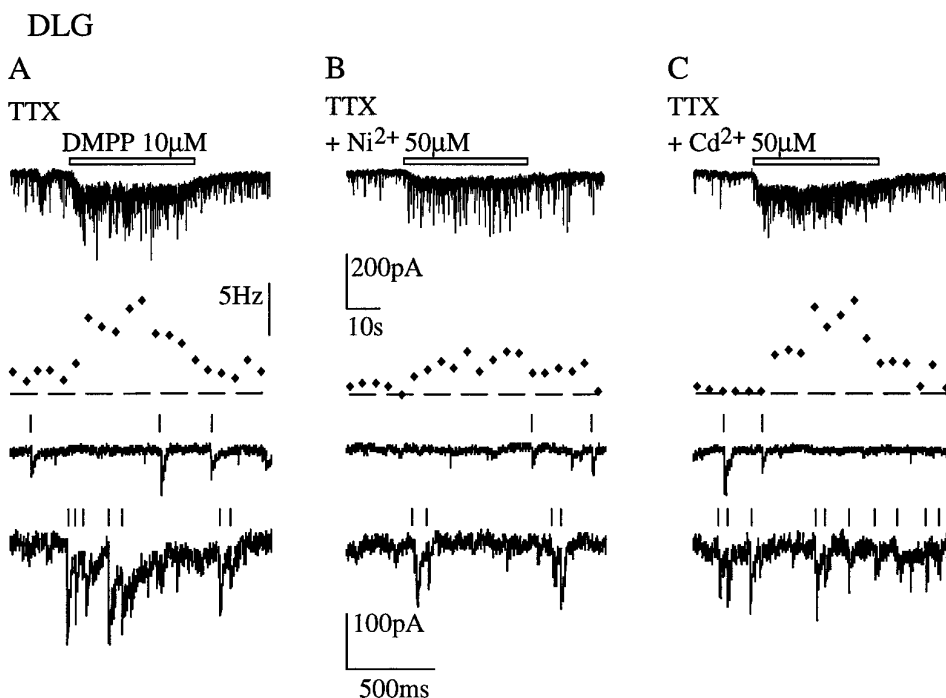 DLG
A
TTX
DMPP 10μM
B
TTX
+ Ni²⁺ 50μM
C
TTX
+ Cd²⁺ 50μM
5Hz
200pA
10s
100pA
500ms